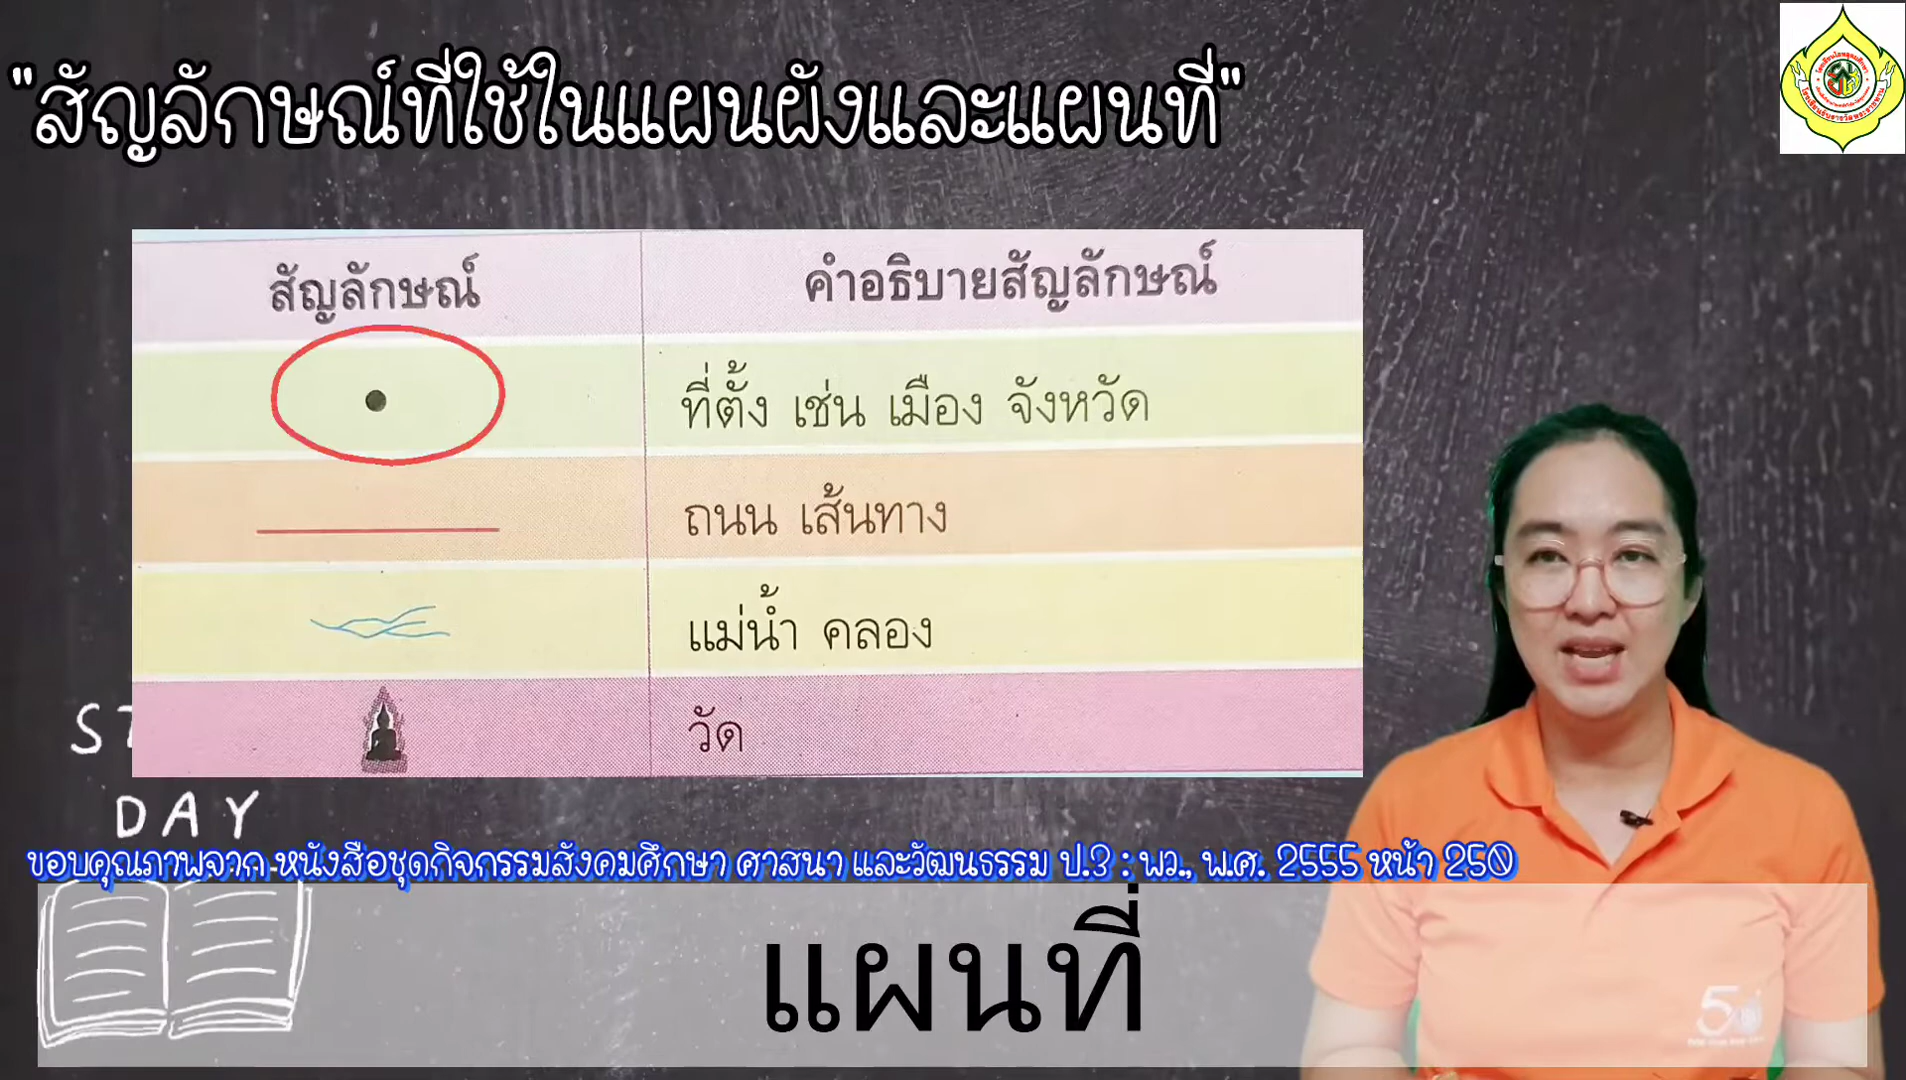 "สัญลักษณ์ที่ใช้ในแผนผังและแผนที่"
สัญลักษณ์ คำอธิบายสัญลักษณ์
ที่ตั้ง เช่น เมือง จังหวัด
ถนน เส้นทาง
แม่น้ำ คลอง
วัด
DAY
ขอบคุณภาพจาก-หนังสือชุดกิจกรรมสังคมศึกษา ศาสนา และวัฒนธรรม ป.3 : พว., พ.ศ. 2555 หน้า 250
แผนที่